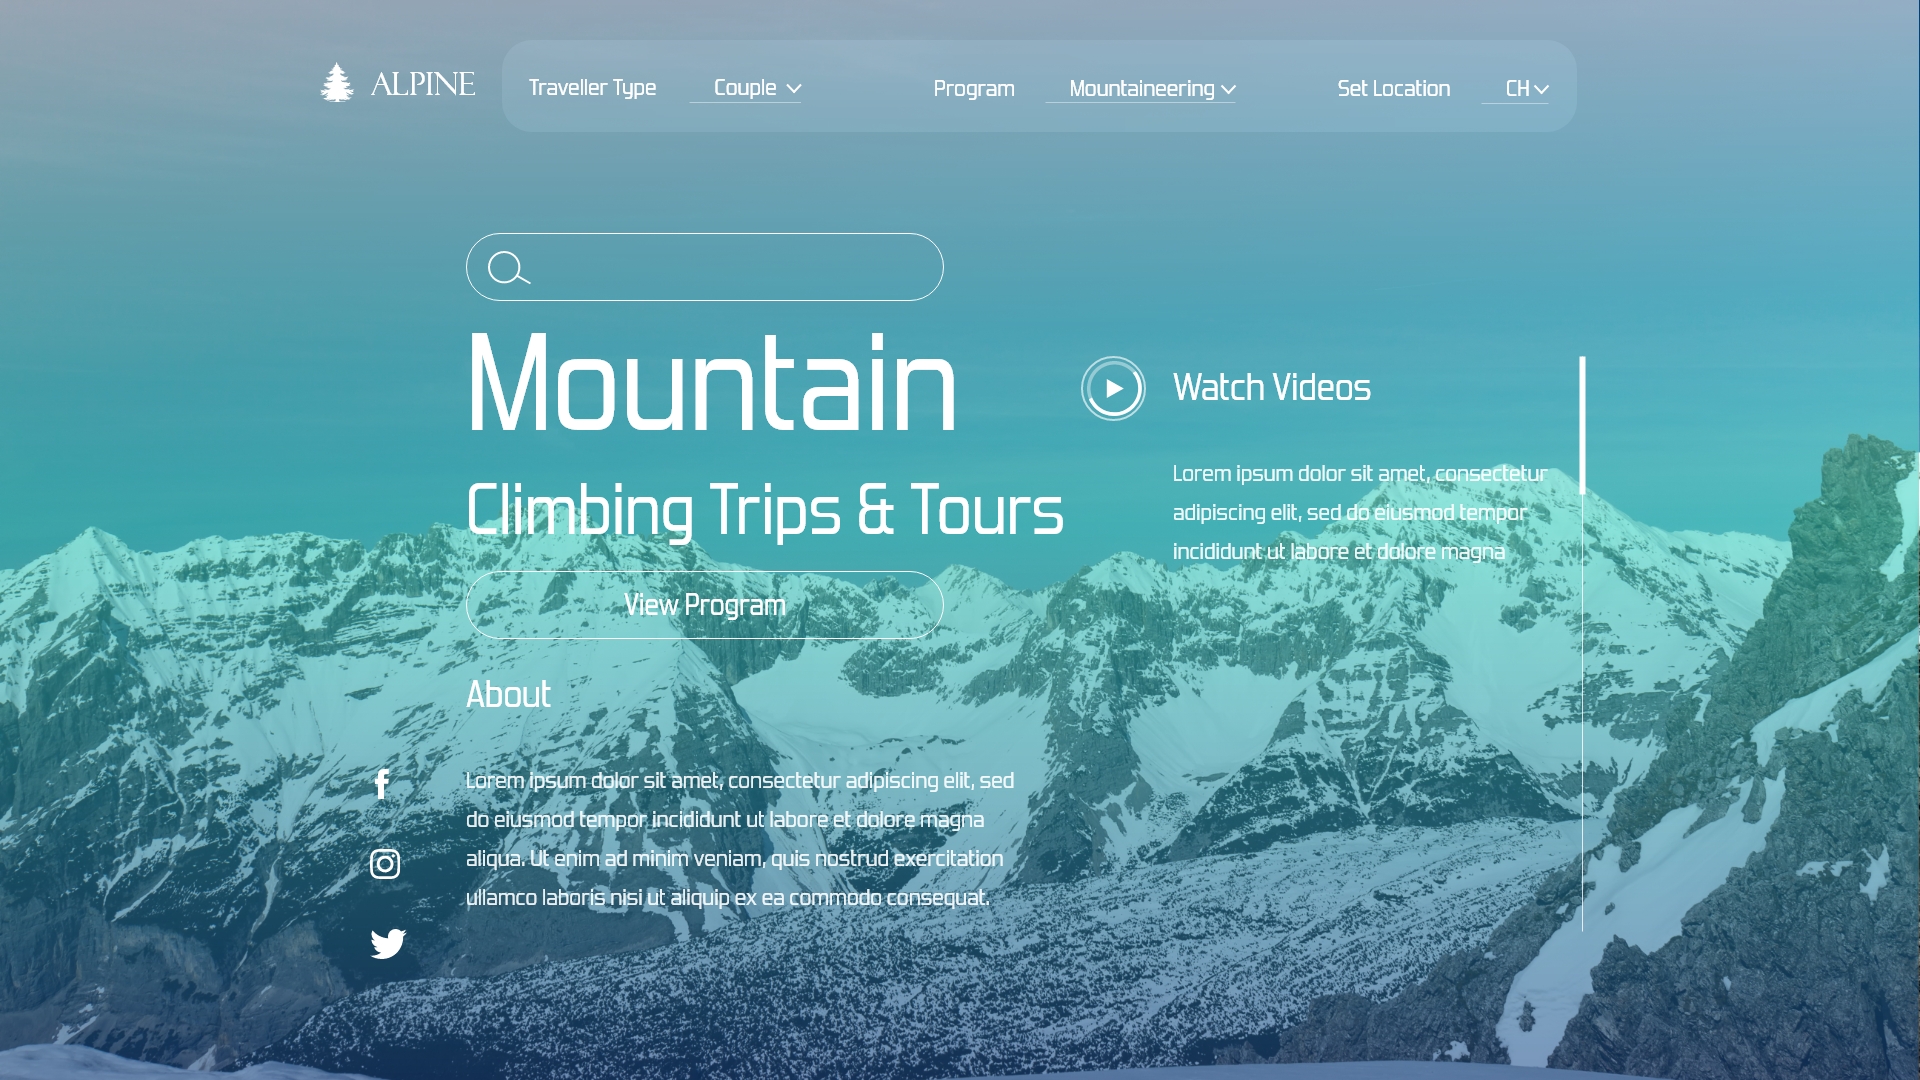 ALPINE
Traveller Type
Couple
Program
Mountaineering
Set Location
CH
Mountain
Climbing Trips & Tours
View Program
Watch Videos
Lorem ipsum dolor sit amet, consectetur
adipiscing elit, sed do eiusmod tempor
incididunt ut labore et dolore magna
About
Lorem ipsum dolor sit amet, consectetur adipiscing elit, sed
do eiusmod tempor incididunt ut labore et dolore magna
aliqua. Ut enim ad minim veniam, quis nostrud exercitation
ullamco laboris nisi ut aliquip ex ea commodo consequat.